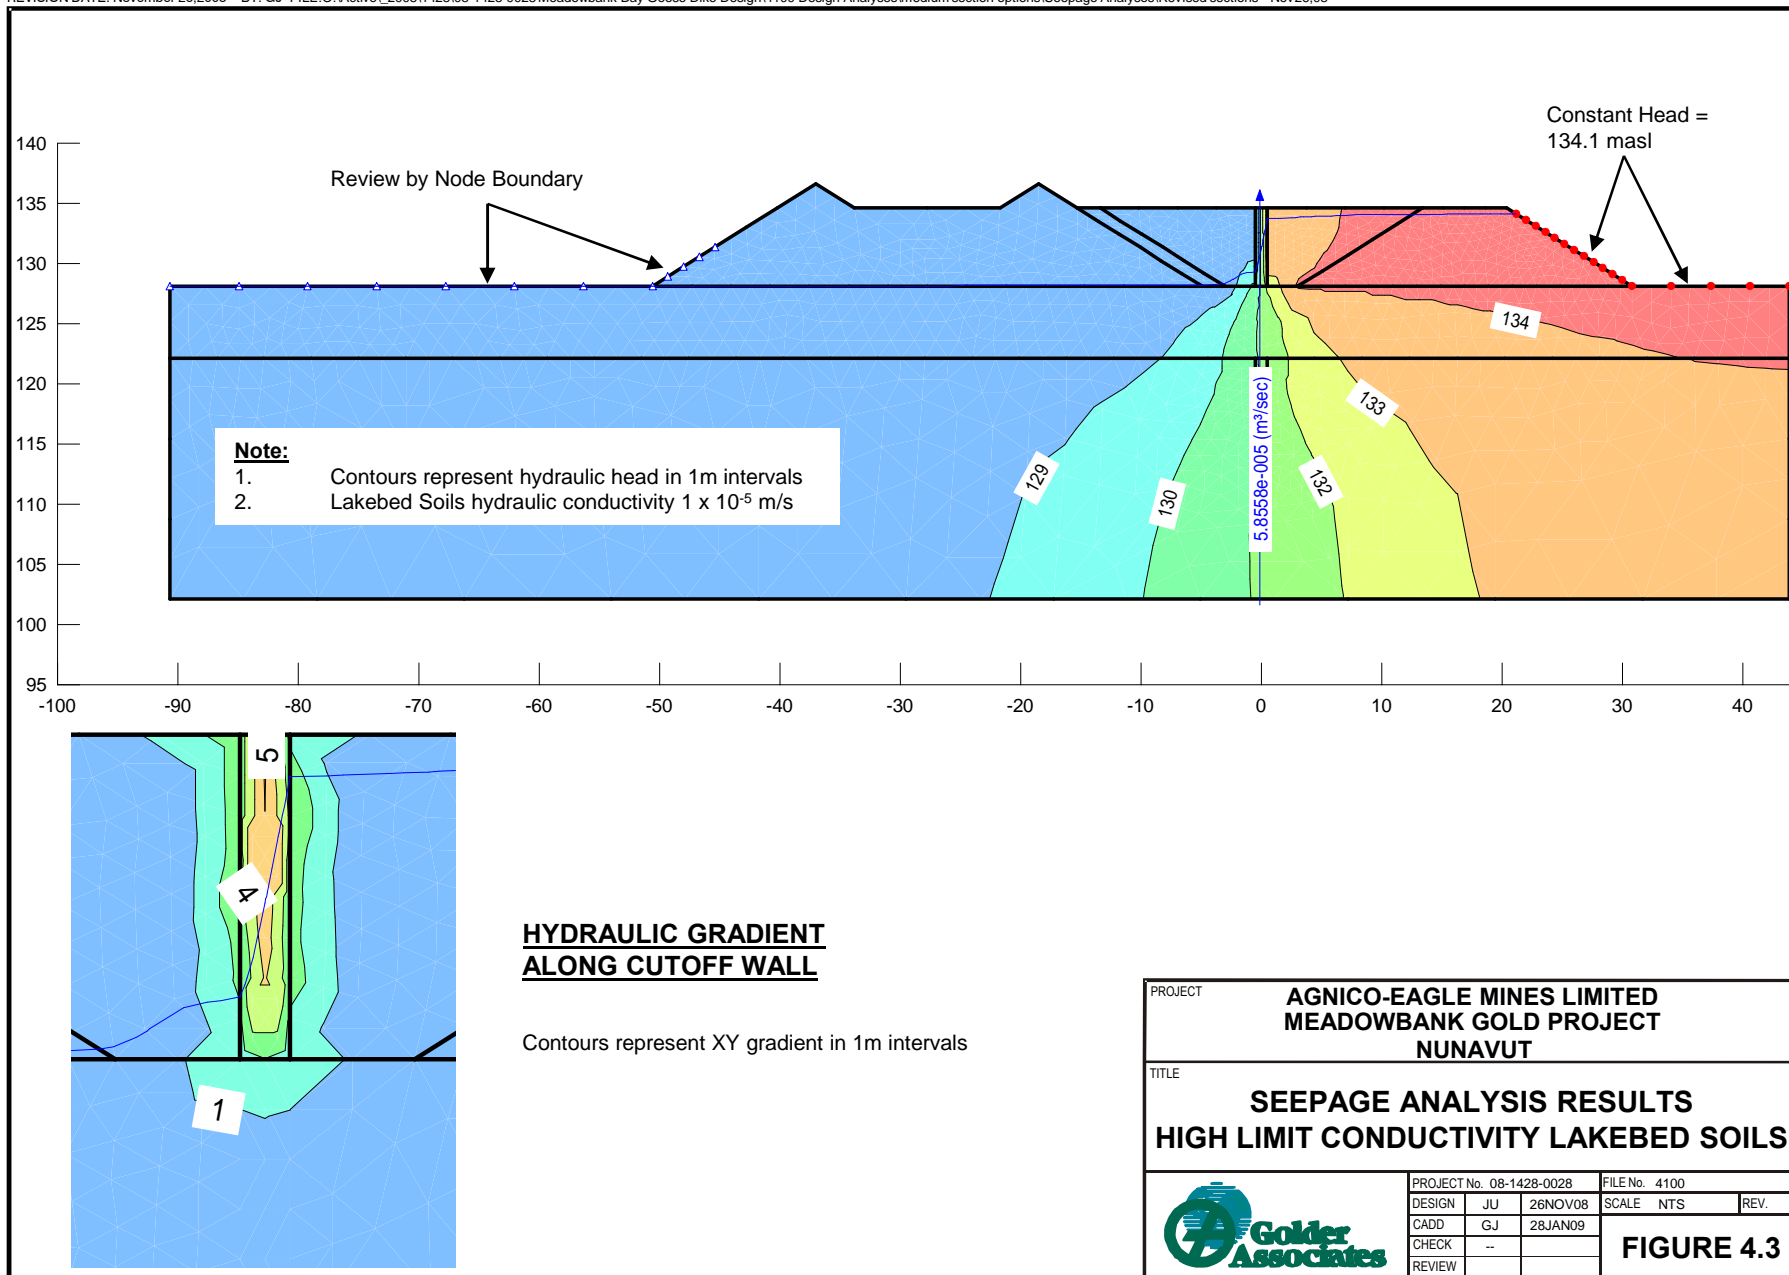 Constant Head =
134.1 masl
Review by Node Boundary
140
135
130
125
120
115
110
105
100
95
-100 -90 -80 -70 -60 -50 -40 -30 -20 -10 0 10 20 30 40
134
133
132
130
129
5.8558e-005 (m³/sec)
Note:
1. Contours represent hydraulic head in 1m intervals
2. Lakebed Soils hydraulic conductivity 1 x 10⁻⁵ m/s
5
4
1
HYDRAULIC GRADIENT
ALONG CUTOFF WALL
Contours represent XY gradient in 1m intervals
PROJECT
AGNICO-EAGLE MINES LIMITED
MEADOWBANK GOLD PROJECT
NUNAVUT
TITLE
SEEPAGE ANALYSIS RESULTS
HIGH LIMIT CONDUCTIVITY LAKEBED SOILS
Golder
Associates
PROJECT No. 08-1428-0028 FILE No. 4100
DESIGN JU 26NOV08 SCALE NTS REV.
CADD GJ 28JAN09
CHECK --
REVIEW
FIGURE 4.3